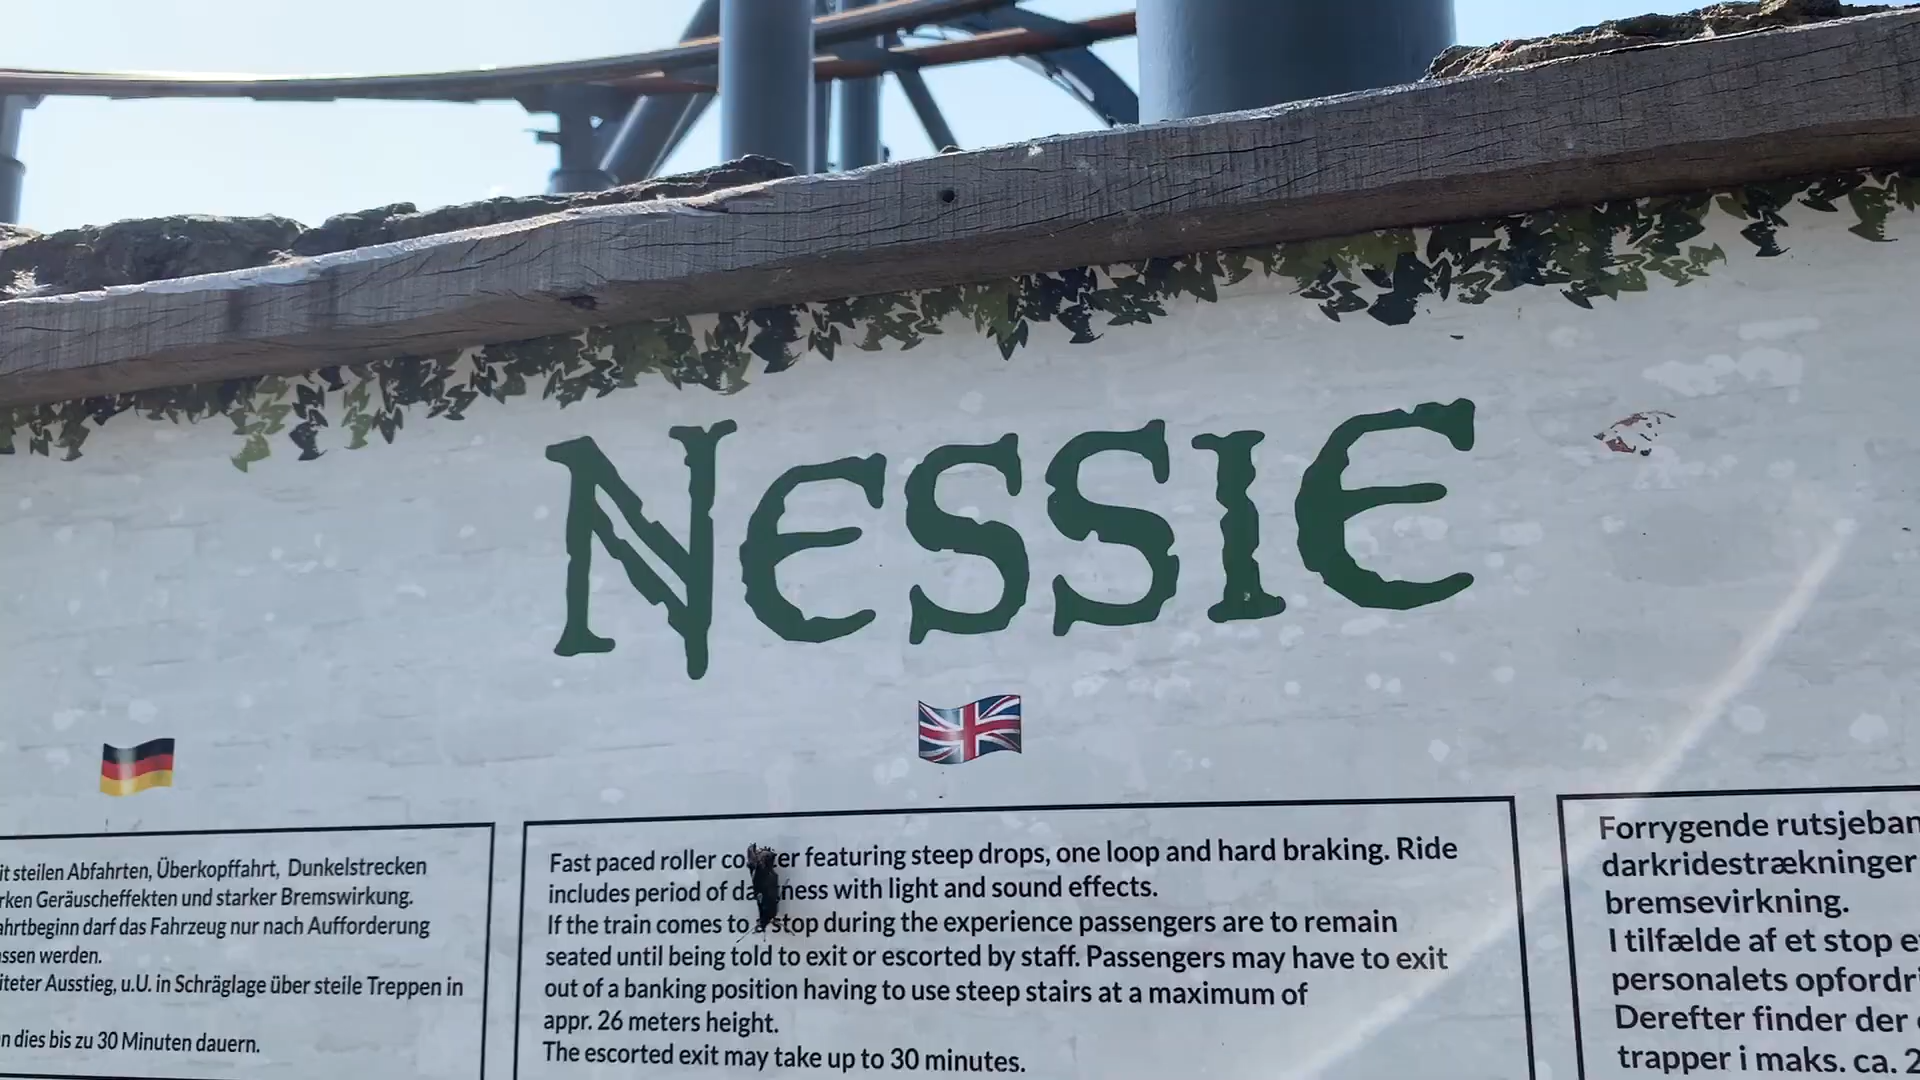 NESSIE
it steilen Abfahrten, Überkopffahrt, Dunkelstrecken
rken Geräuscheffekten und starker Bremswirkung.
ahrtbeginn darf das Fahrzeug nur nach Aufforderung
ssen werden.
iteter Ausstieg, u.U. in Schräglage über steile Treppen in
n dies bis zu 30 Minuten dauern.
Fast paced roller co er featuring steep drops, one loop and hard braking. Ride
includes period of da ness with light and sound effects.
If the train comes to a stop during the experience passengers are to remain
seated until being told to exit or escorted by staff. Passengers may have to exit
out of a banking position having to use steep stairs at a maximum of
appr. 26 meters height.
The escorted exit may take up to 30 minutes.
Forrygende rutsjeban
darkridestrækninger
bremsevirkning.
I tilfælde af et stop e
personalets opfordri
Derefter finder der
trapper i maks. ca. 2